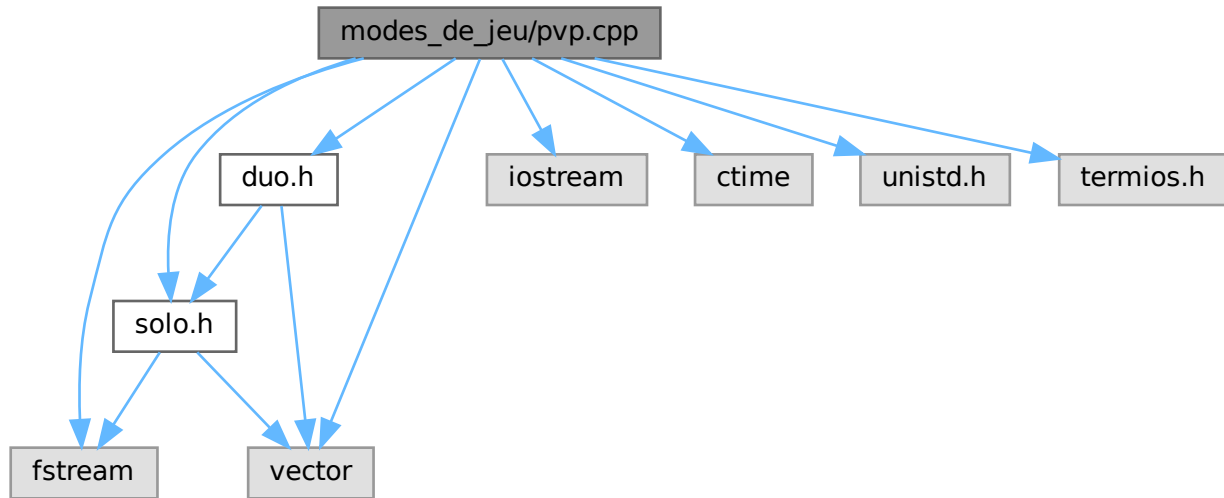 modes_de_jeu/pvp.cpp
duo.h
iostream
ctime
unistd.h
termios.h
solo.h
fstream
vector